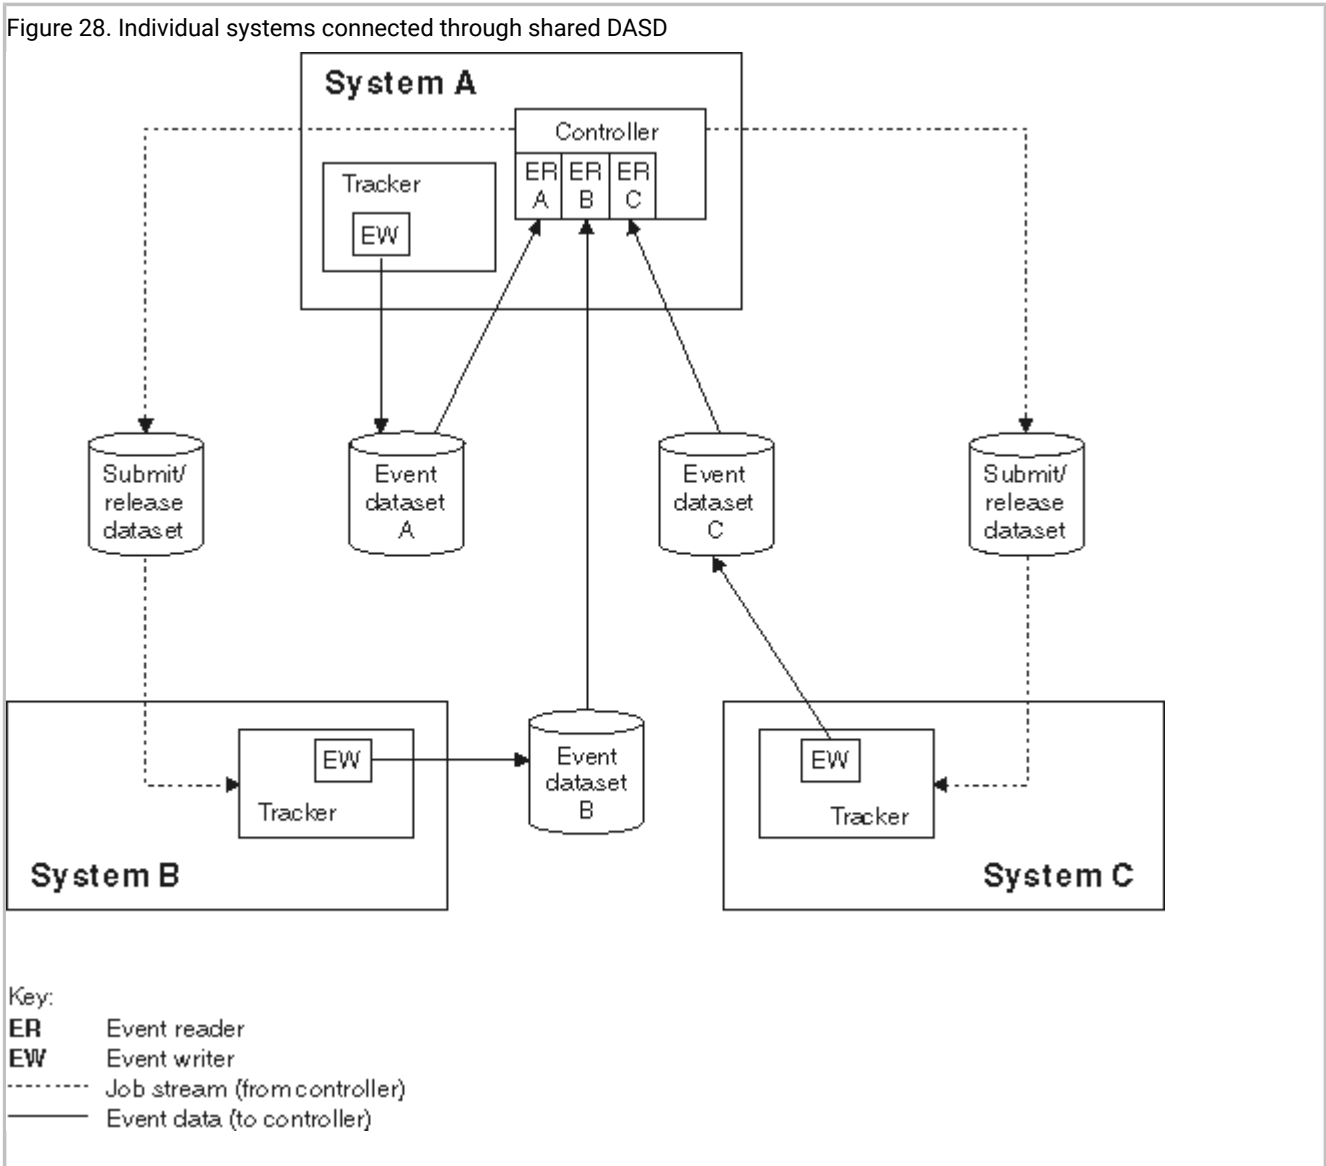 Figure 28. Individual systems connected through shared DASD
System A
Controller
ER
A
ER
B
ER
C
Tracker
EW
Submit/
release
dataset
Event
dataset
A
Event
dataset
C
Submit/
release
dataset
EW
Tracker
System B
Event
dataset
B
EW
Tracker
System C
Key:
ER Event reader
EW Event writer
Job stream (from controller)
Event data (to controller)